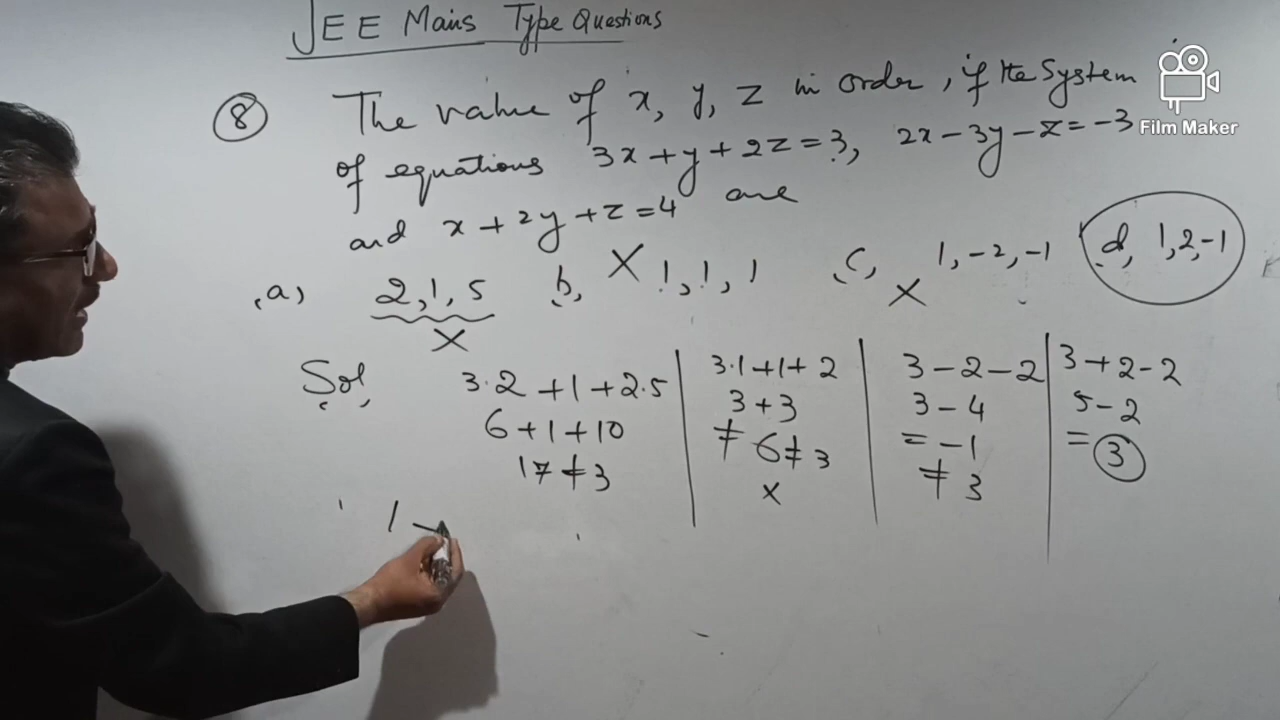 JEE Mains Type Questions
⑧ The value of x, y, z in order, if the System
of equations 3x+y+2z=3, 2x-3y-z=-3
and x+2y+z=4 are
(a) 2,1,5 X b, X 1,1,1 c, X 1,-2,-1 d, 1,2,-1
Sol,
3.2+1+2.5 3.1+1+2 3-2-2 3+2-2
6+1+10 3+3 3-4 5-2
17≠3 ≠ 6≠3 = -1 = 3
X ≠ 3
1 -
Film Maker